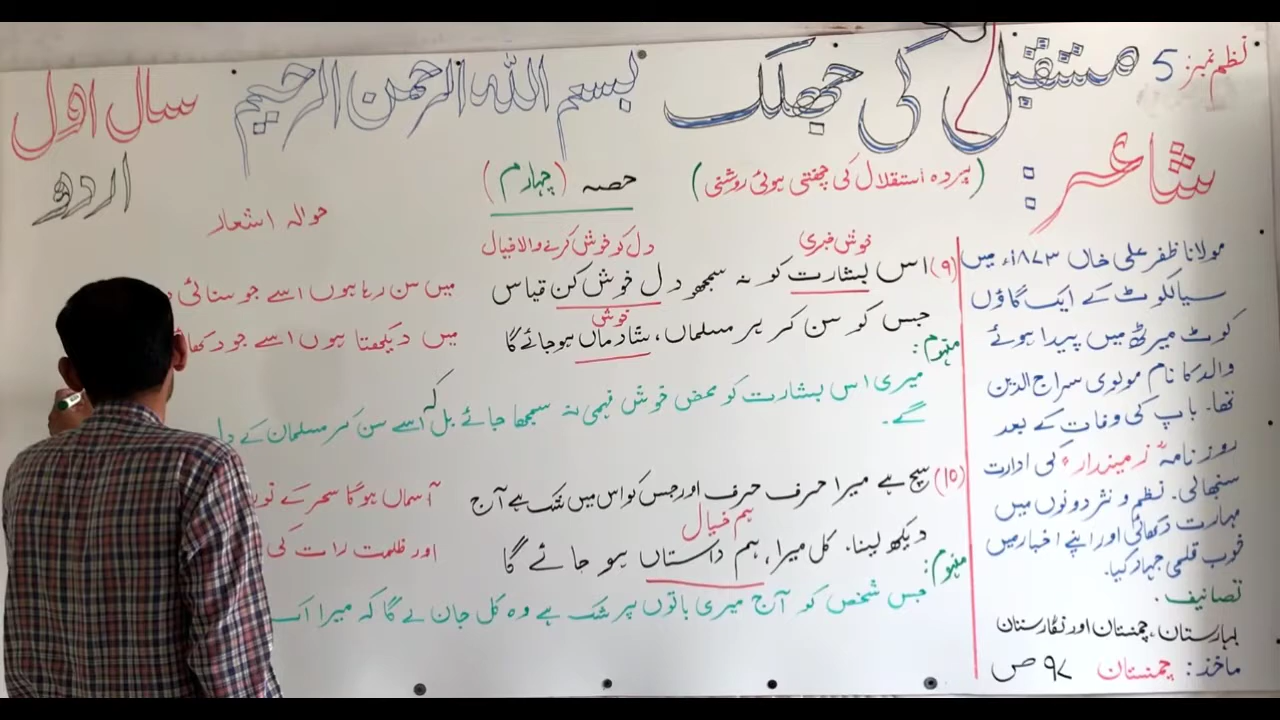 نظم نمبر: 5
مستقبل کی جھلک
بسم اللہ الرحمن الرحیم
سال اول
اردو
شاعر:
(پردہ استقلال کی چھنتی ہوئی روشنی)
حصہ (چہارم)
حوالہ اشعار
مولانا ظفر علی خاں ۱۸۷۳ء میں
سیالکوٹ کے ایک گاؤں
کوٹ میرٹھ میں پیدا ہوئے
والد کا نام مولوی سراج الدین
تھا۔ باپ کی وفات کے بعد
روزنامہ "زمیندار" کی ادارت
سنبھالی۔ نظم و نثر دونوں میں
مہارت دکھائی اور اپنے اخبار میں
خوب قلمی جہاد کیا۔
تصانیف:
بہارستان، چمنستان اور نگارستان
ماخذ: چمنستان ۹۷ ص
خوش خبری
دل کو خوش کرنے والا خیال
(۹) اس بشارت کو نہ سمجھو دل خوش کن قیاس
خوشی
جس کو سن کر ہر مسلماں، شادماں ہو جائے گا
مفہوم:
میری اس بشارت کو محض خوش فہمی نہ سمجھا جائے بل کہ اسے سن کر مسلمان کے دل
گے۔
(۱۰) سچ ہے میرا حرف حرف اور جس کو اس میں شک ہے آج
ہم خیال
دیکھ لینا۔ کل میرا، ہم داستاں ہو جائے گا
مفہوم:
جس شخص کو آج میری باتوں پر شک ہے وہ کل جان لے گا کہ میرا
میں سن رہا ہوں اسے جو سنائی
میں دیکھتا ہوں اسے جو
آسماں ہوگا سحر کے
اور ظلمت رات کی